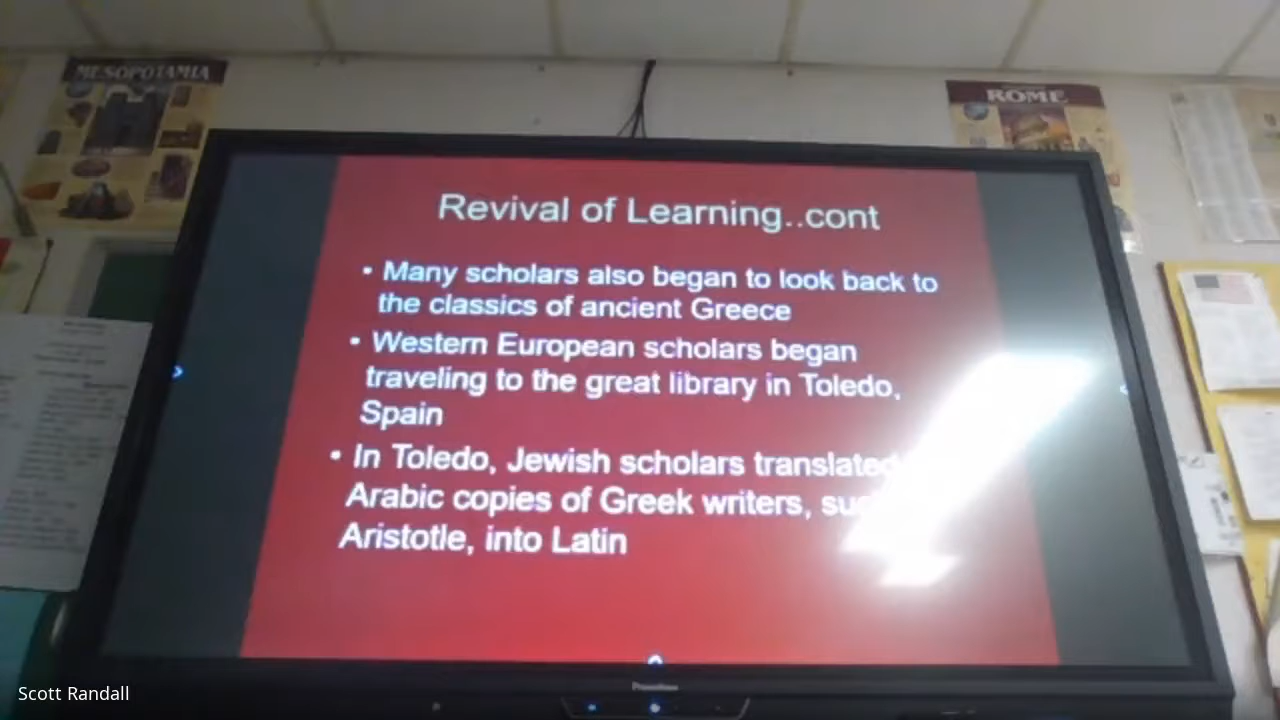 MESOPOTAMIA
ROME
Revival of Learning..cont
• Many scholars also began to look back to
the classics of ancient Greece
• Western European scholars began
traveling to the great library in Toledo,
Spain
• In Toledo, Jewish scholars translated
Arabic copies of Greek writers,
Aristotle, into Latin
Promethean
Scott Randall